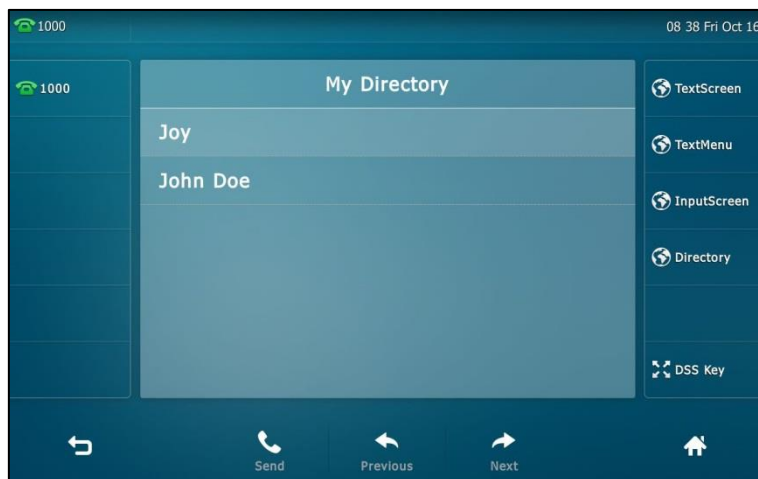 1000
08 38 Fri Oct 16
1000
My Directory
Joy
John Doe
TextScreen
TextMenu
InputScreen
Directory
DSS Key
Send
Previous
Next